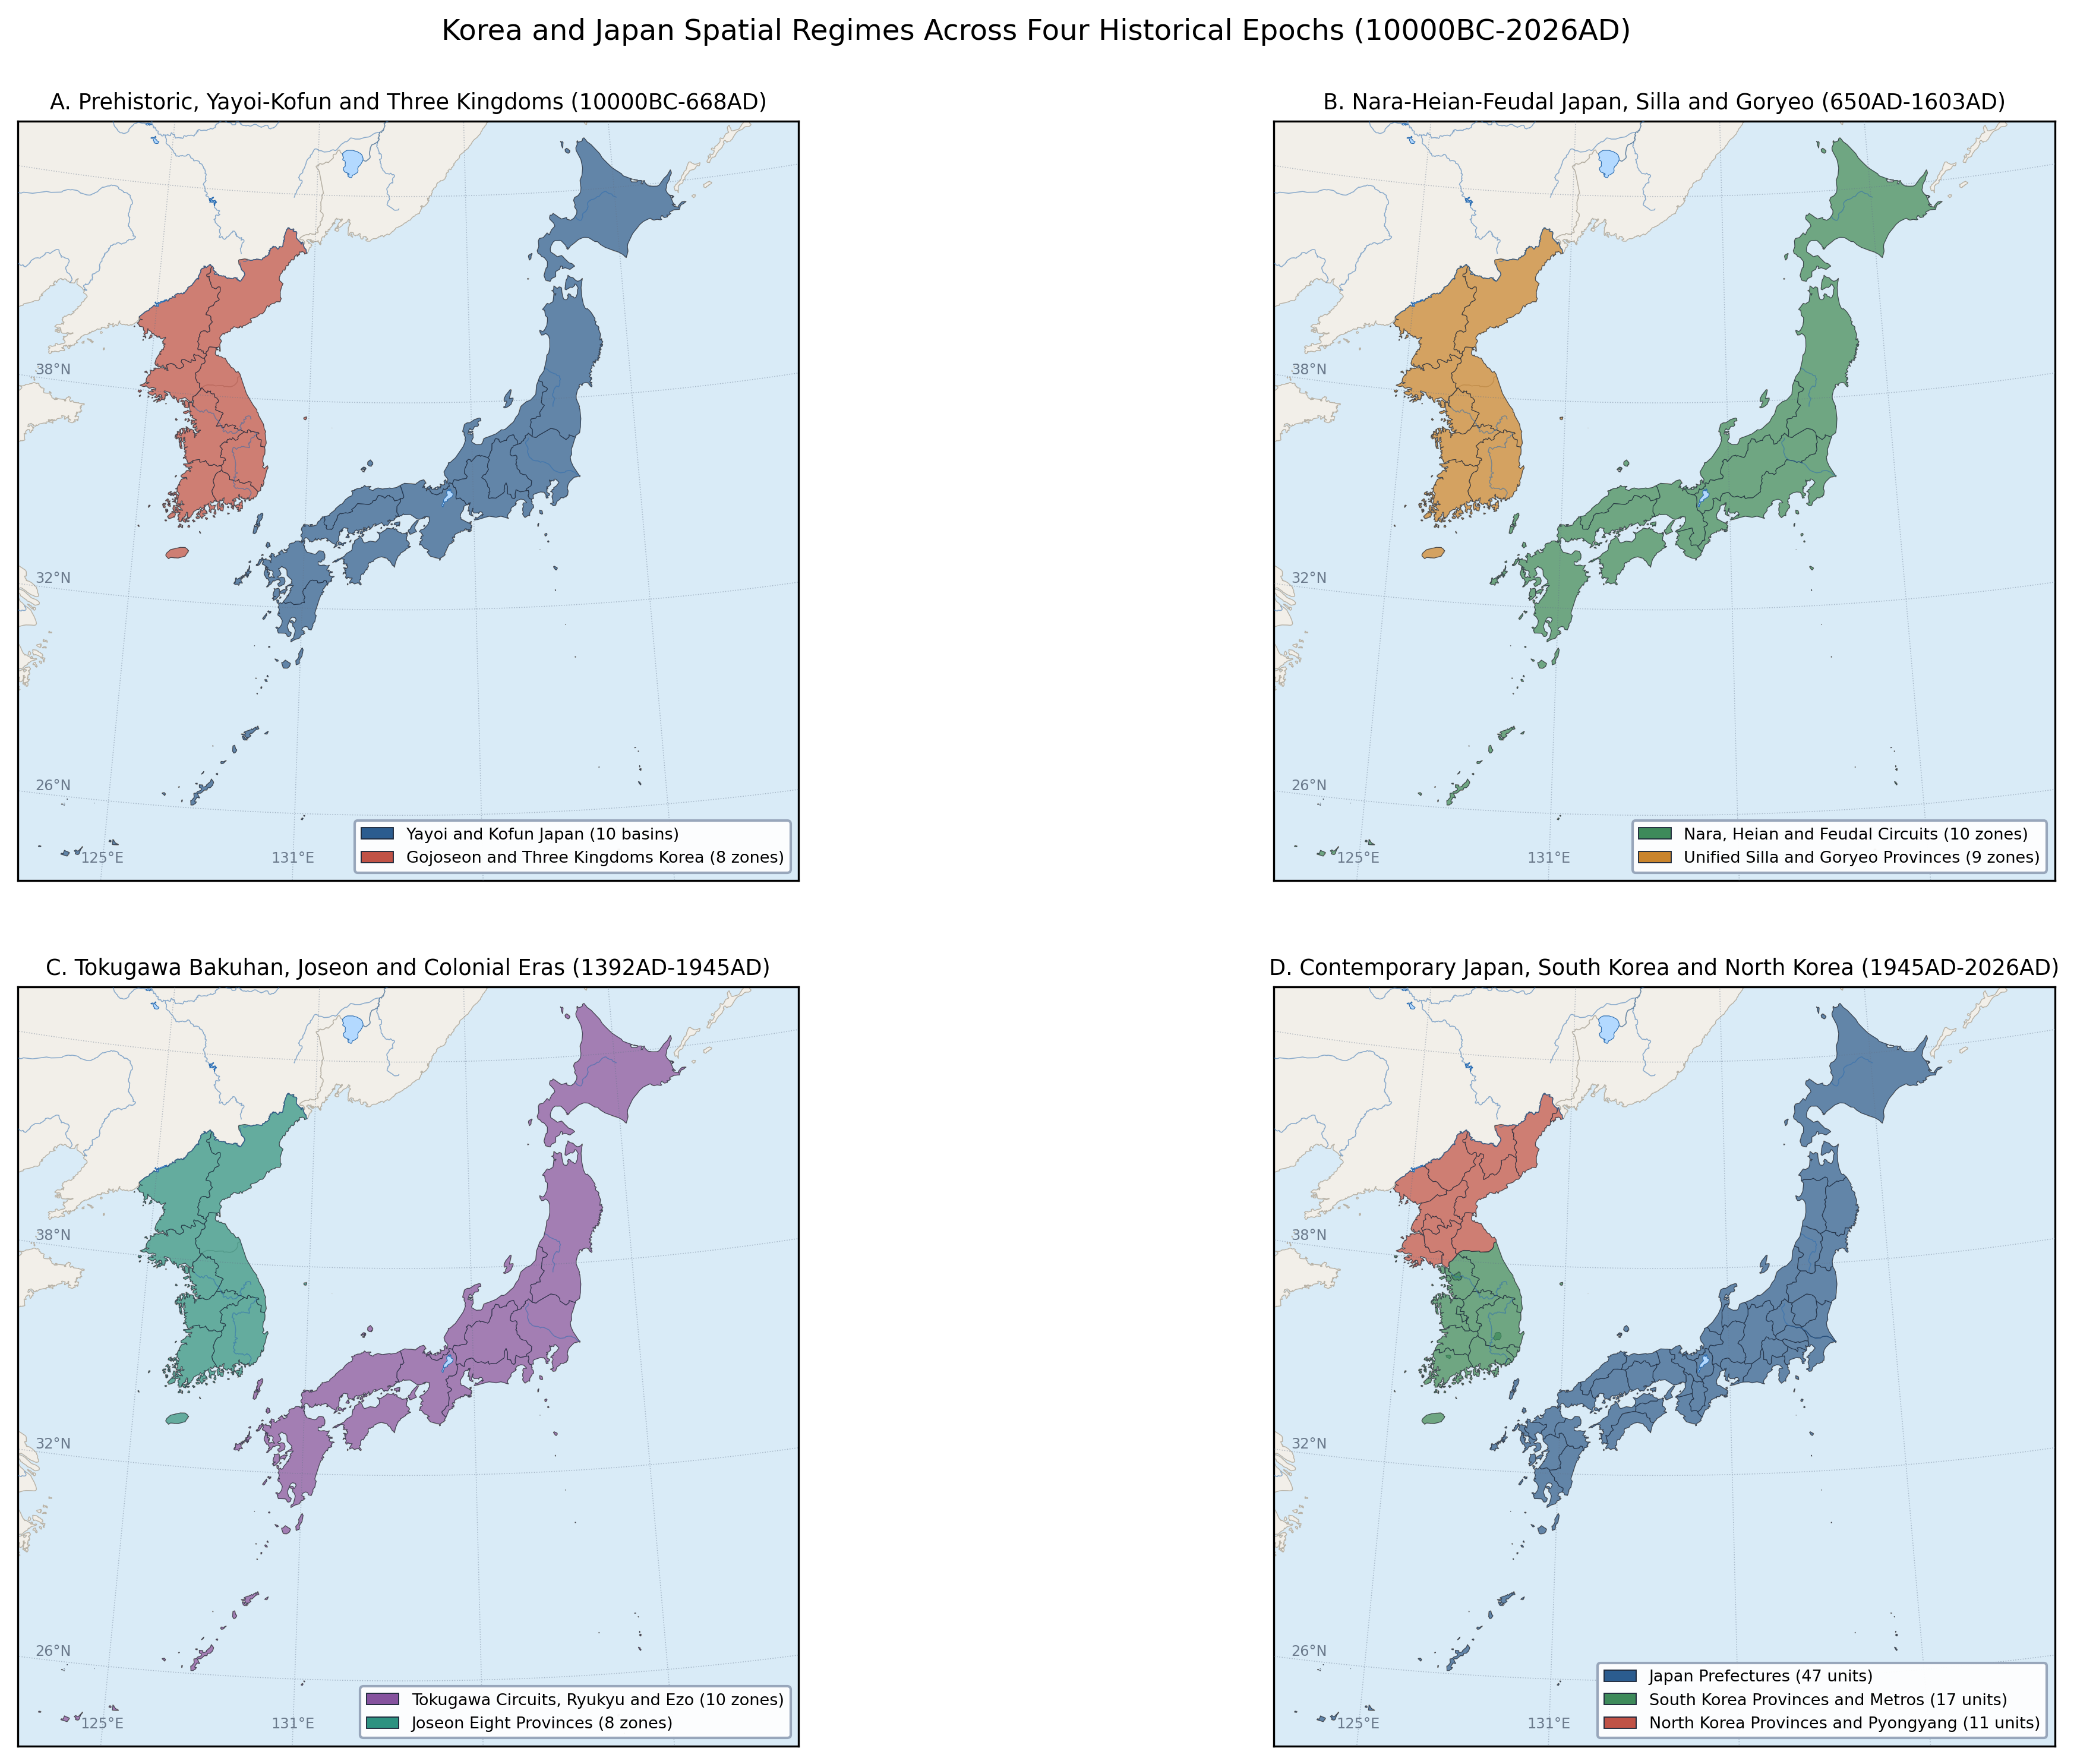 Korea and Japan Spatial Regimes Across Four Historical Epochs (10000BC-2026AD)
A. Prehistoric, Yayoi-Kofun and Three Kingdoms (10000BC-668AD)
38°N
32°N
26°N
125°E
131°E
Yayoi and Kofun Japan (10 basins)
Gojoseon and Three Kingdoms Korea (8 zones)
B. Nara-Heian-Feudal Japan, Silla and Goryeo (650AD-1603AD)
38°N
32°N
26°N
125°E
131°E
Nara, Heian and Feudal Circuits (10 zones)
Unified Silla and Goryeo Provinces (9 zones)
C. Tokugawa Bakuhan, Joseon and Colonial Eras (1392AD-1945AD)
38°N
32°N
26°N
125°E
131°E
Tokugawa Circuits, Ryukyu and Ezo (10 zones)
Joseon Eight Provinces (8 zones)
D. Contemporary Japan, South Korea and North Korea (1945AD-2026AD)
38°N
32°N
26°N
125°E
131°E
Japan Prefectures (47 units)
South Korea Provinces and Metros (17 units)
North Korea Provinces and Pyongyang (11 units)